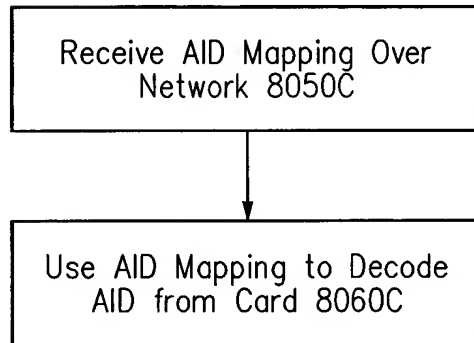 Receive AID Mapping Over
Network 8050C
Use AID Mapping to Decode
AID from Card 8060C